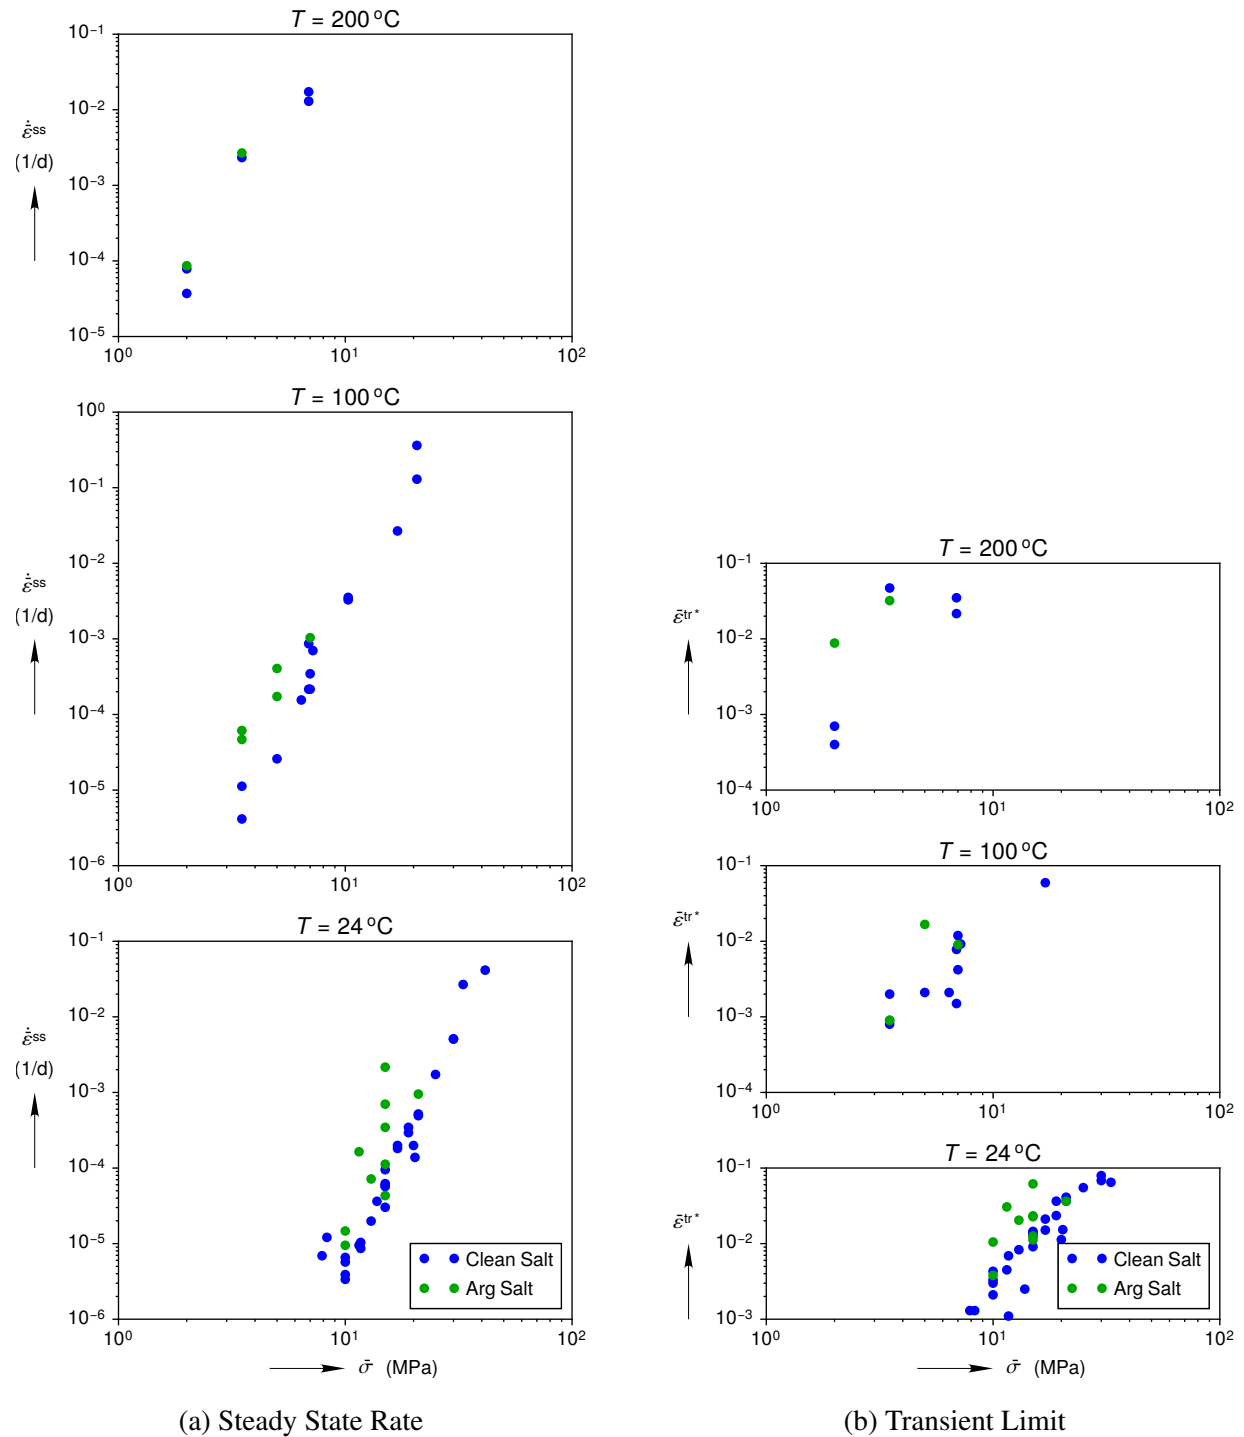 T = 200 °C
10⁻¹
10⁻²
10⁻³
10⁻⁴
10⁻⁵
ε̄̇ˢˢ
(1/d)
10⁰ 10¹ 10²
T = 100 °C
10⁰
10⁻¹
10⁻²
10⁻³
10⁻⁴
10⁻⁵
10⁻⁶
ε̄̇ˢˢ
(1/d)
10⁰ 10¹ 10²
T = 24 °C
10⁻¹
10⁻²
10⁻³
10⁻⁴
10⁻⁵
10⁻⁶
ε̄̇ˢˢ
(1/d)
Clean Salt
Arg Salt
10⁰ 10¹ 10²
σ̄ (MPa)
(a) Steady State Rate
T = 200 °C
10⁻¹
10⁻²
10⁻³
10⁻⁴
ε̄ᵗʳ*
10⁰ 10¹ 10²
T = 100 °C
10⁻¹
10⁻²
10⁻³
10⁻⁴
ε̄ᵗʳ*
10⁰ 10¹ 10²
T = 24 °C
10⁻¹
10⁻²
10⁻³
ε̄ᵗʳ*
Clean Salt
Arg Salt
10⁰ 10¹ 10²
σ̄ (MPa)
(b) Transient Limit